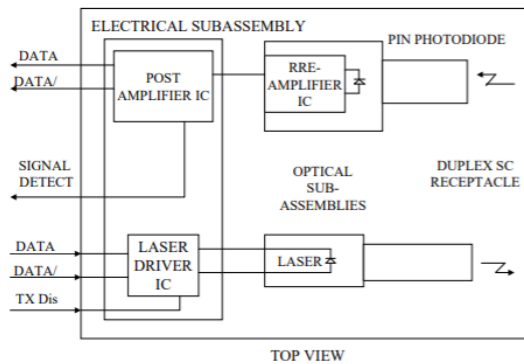 ELECTRICAL SUBASSEMBLY
DATA
DATA/
POST
AMPLIFIER IC
RRE-
AMPLIFIER
IC
PIN PHOTODIODE
SIGNAL
DETECT
OPTICAL
SUB-
ASSEMBLIES
DUPLEX SC
RECEPTACLE
DATA
DATA/
TX Dis
LASER
DRIVER
IC
LASER
TOP VIEW